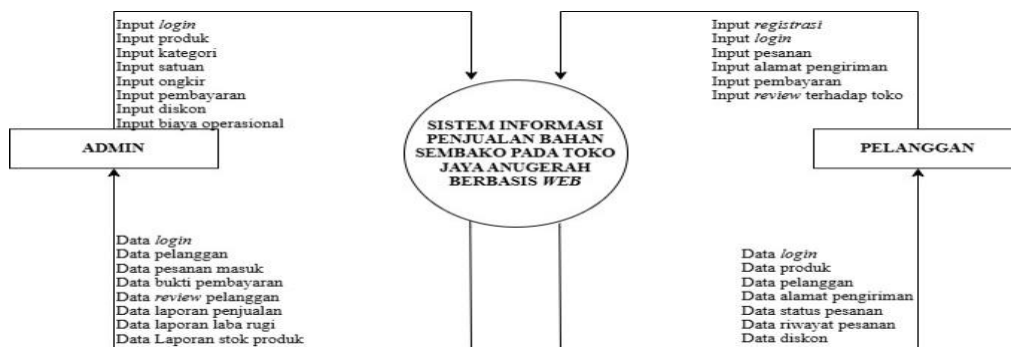 Input login
Input produk
Input kategori
Input satuan
Input ongkir
Input pembayaran
Input diskon
Input biaya operasional
ADMIN
Data login
Data pelanggan
Data pesanan masuk
Data bukti pembayaran
Data review pelanggan
Data laporan penjualan
Data laporan laba rugi
Data Laporan stok produk
SISTEM INFORMASI
PENJUALAN BAHAN
SEMBAKO PADA TOKO
JAYA ANUGERAH
BERBASIS WEB
Input registrasi
Input login
Input pesanan
Input alamat pengiriman
Input pembayaran
Input review terhadap toko
PELANGGAN
Data login
Data produk
Data pelanggan
Data alamat pengiriman
Data status pesanan
Data riwayat pesanan
Data diskon